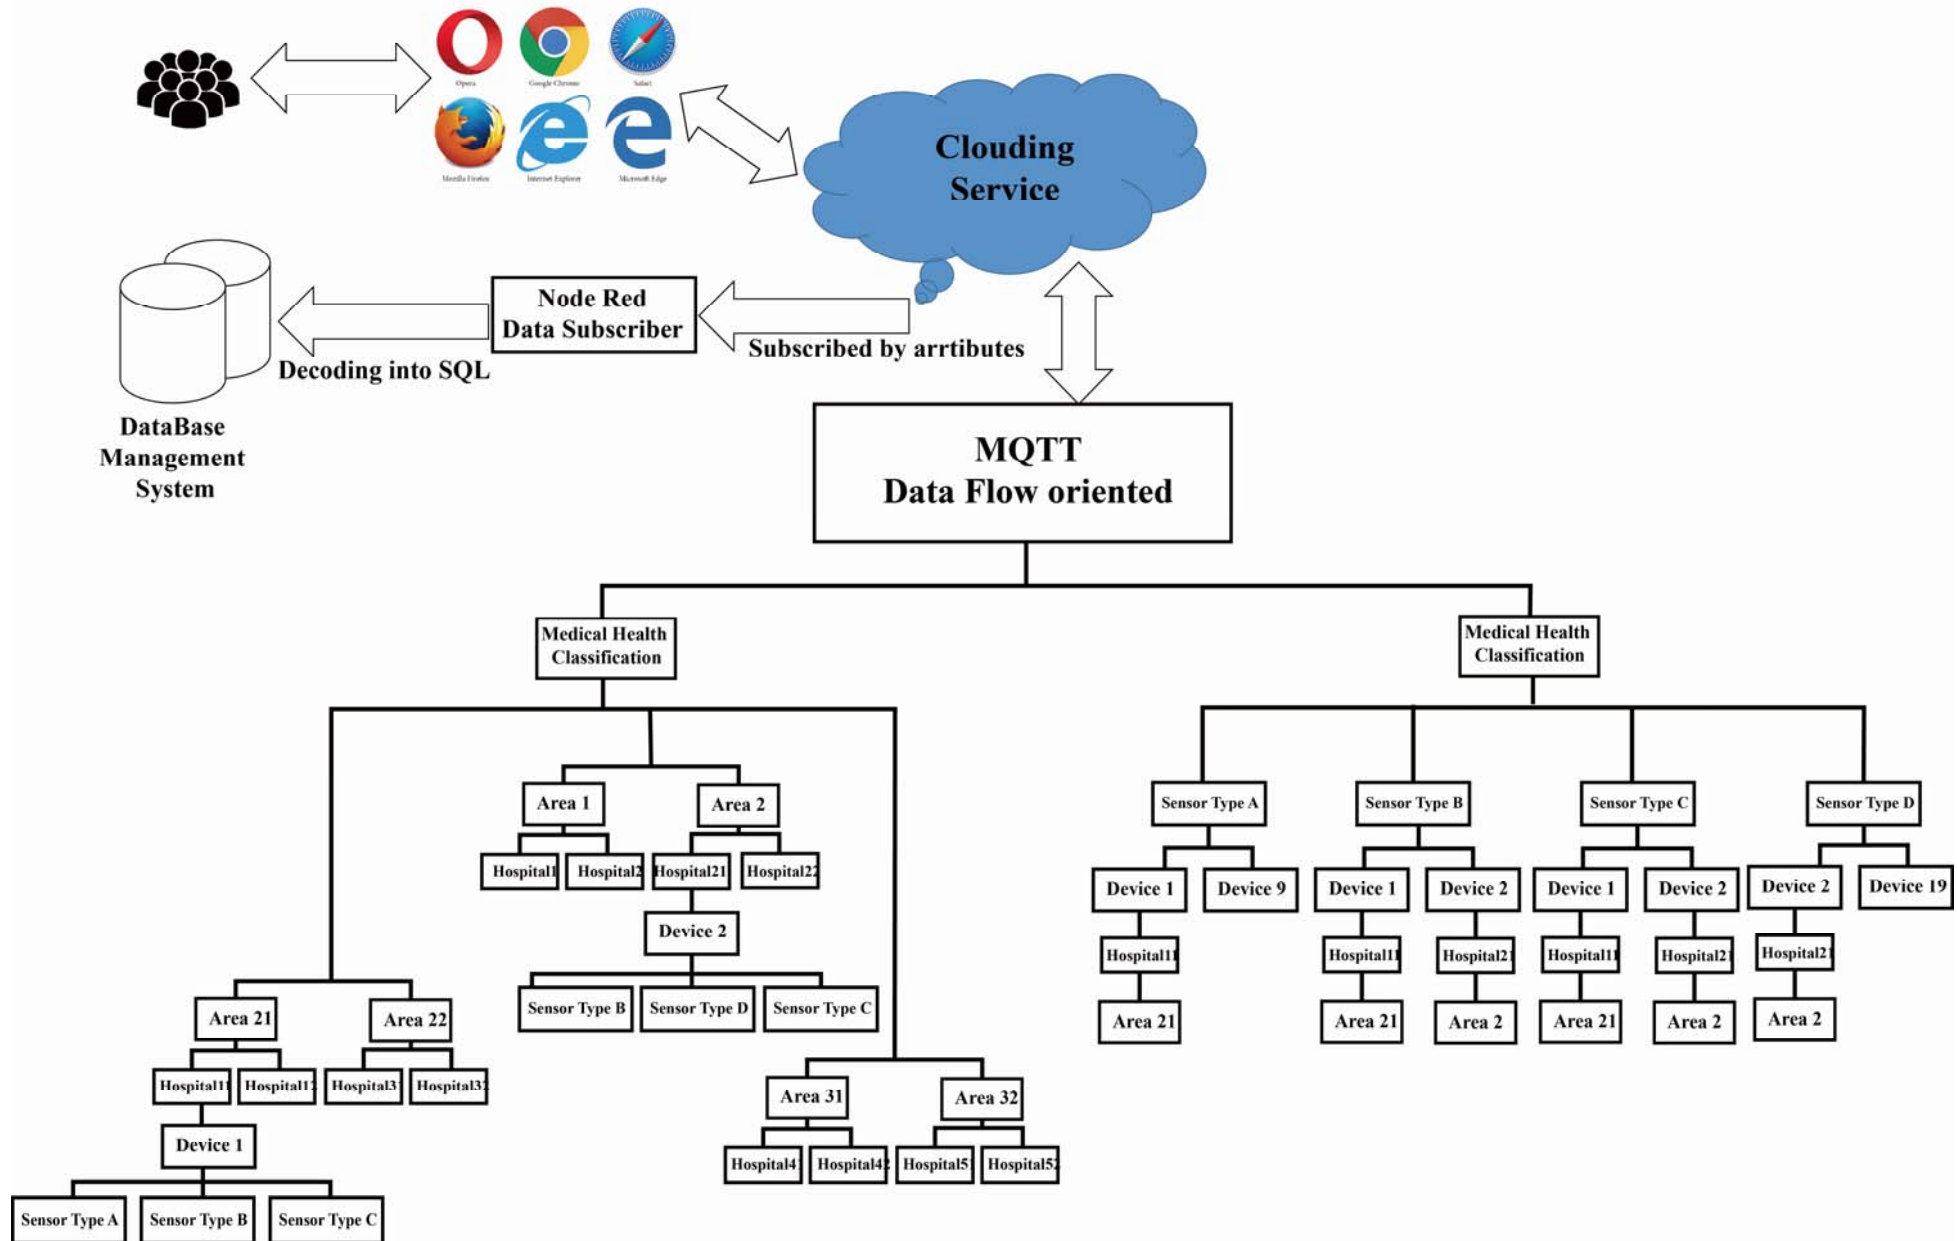 Opera
Google Chrome
Safari
Mozilla Firefox
Internet Explorer
Microsoft Edge
Clouding
Service
Node Red
Data Subscriber
Subscribed by arrtibutes
Decoding into SQL
DataBase
Management
System
MQTT
Data Flow oriented
Medical Health
Classification
Medical Health
Classification
Area 1
Area 2
Hospital1
Hospital2
Hospital21
Hospital22
Device 2
Sensor Type B
Sensor Type D
Sensor Type C
Area 21
Area 22
Hospital11
Hospital12
Hospital31
Hospital32
Device 1
Sensor Type A
Sensor Type B
Sensor Type C
Area 31
Area 32
Hospital41
Hospital42
Hospital51
Hospital52
Sensor Type A
Sensor Type B
Sensor Type C
Sensor Type D
Device 1
Device 9
Device 1
Device 2
Device 1
Device 2
Device 2
Device 19
Hospital11
Hospital11
Hospital21
Hospital11
Hospital21
Hospital21
Area 21
Area 21
Area 2
Area 21
Area 2
Area 2